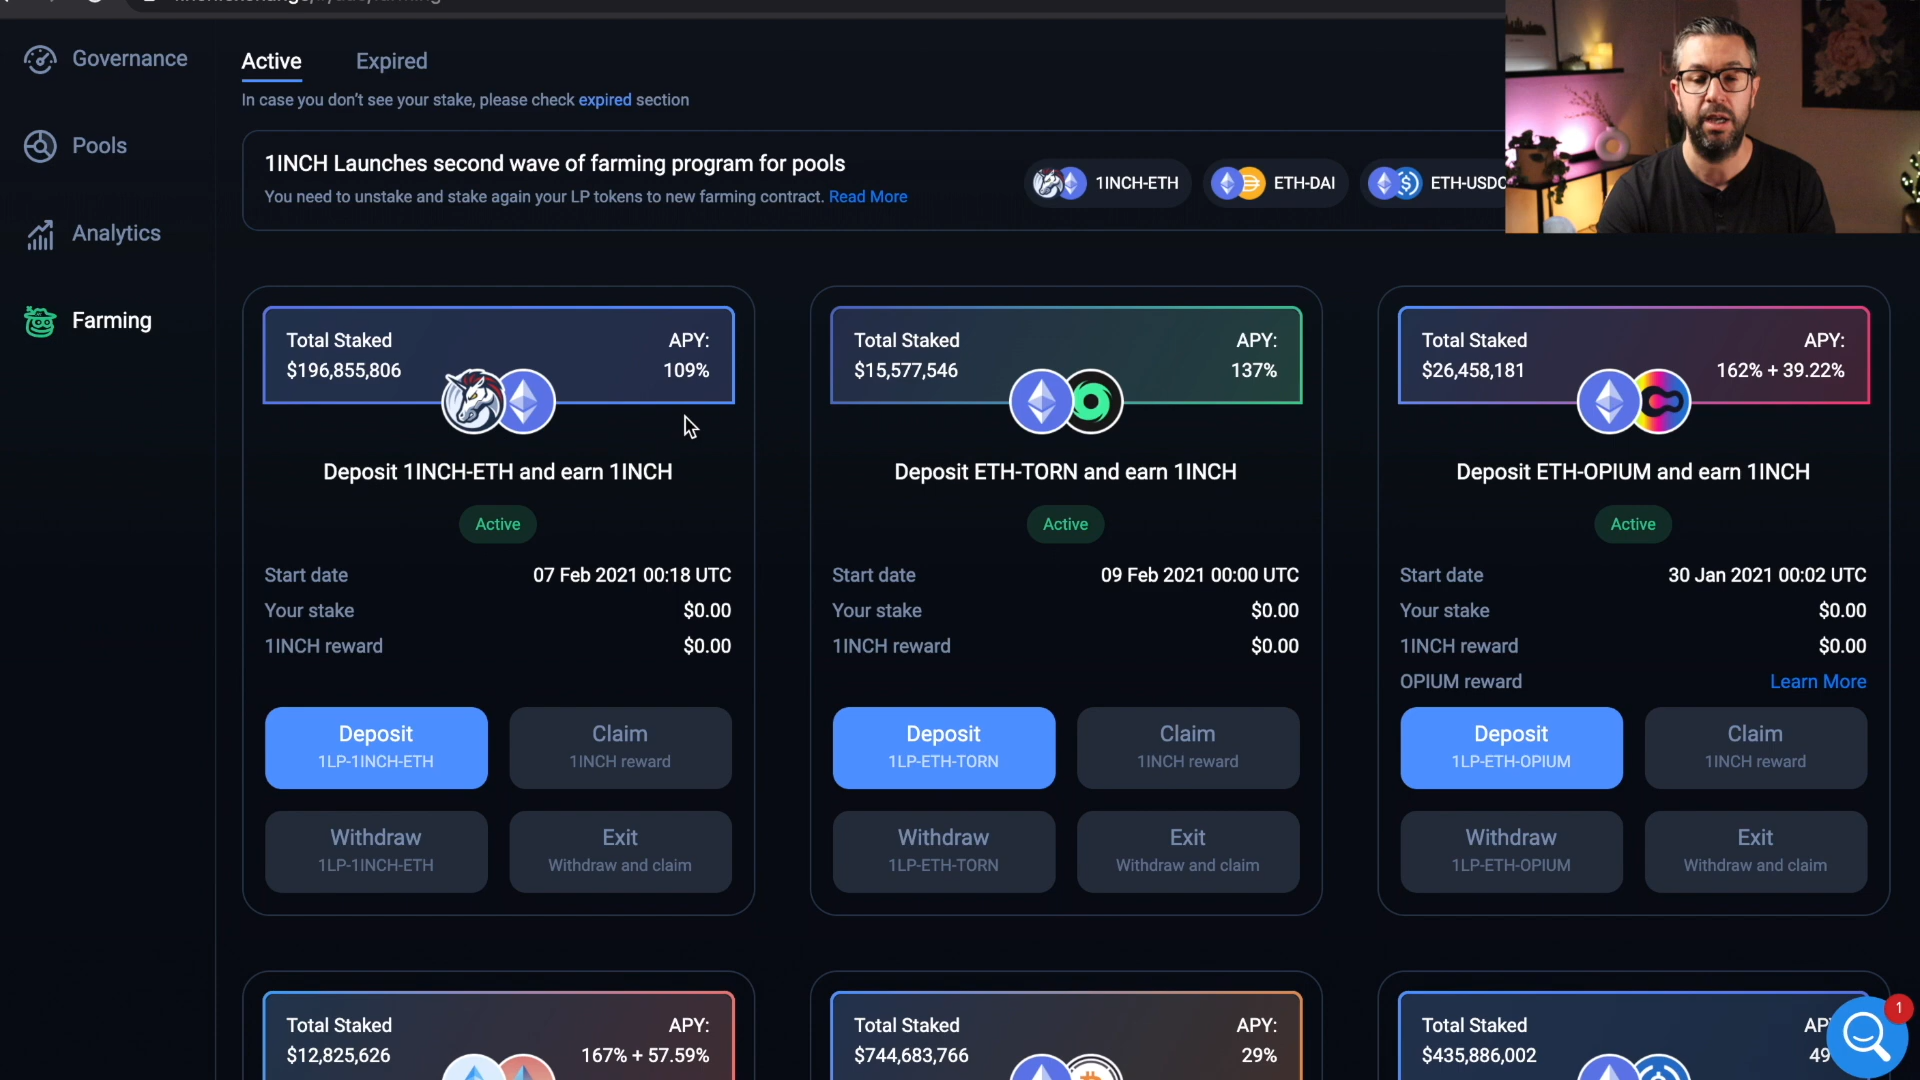 Governance
Pools
Analytics
Farming
Active Expired
In case you don't see your stake, please check expired section
1INCH Launches second wave of farming program for pools
You need to unstake and stake again your LP tokens to new farming contract. Read More
1INCH-ETH
ETH-DAI
ETH-USDC
Total Staked APY:
$196,855,806 109%
Deposit 1INCH-ETH and earn 1INCH
Active
Start date 07 Feb 2021 00:18 UTC
Your stake $0.00
1INCH reward $0.00
Deposit
1LP-1INCH-ETH
Claim
1INCH reward
Withdraw
1LP-1INCH-ETH
Exit
Withdraw and claim
Total Staked APY:
$15,577,546 137%
Deposit ETH-TORN and earn 1INCH
Active
Start date 09 Feb 2021 00:00 UTC
Your stake $0.00
1INCH reward $0.00
Deposit
1LP-ETH-TORN
Claim
1INCH reward
Withdraw
1LP-ETH-TORN
Exit
Withdraw and claim
Total Staked APY:
$26,458,181 162% + 39.22%
Deposit ETH-OPIUM and earn 1INCH
Active
Start date 30 Jan 2021 00:02 UTC
Your stake $0.00
1INCH reward $0.00
OPIUM reward Learn More
Deposit
1LP-ETH-OPIUM
Claim
1INCH reward
Withdraw
1LP-ETH-OPIUM
Exit
Withdraw and claim
Total Staked APY:
$12,825,626 167% + 57.59%
Total Staked APY:
$744,683,766 29%
Total Staked
$435,886,002
1